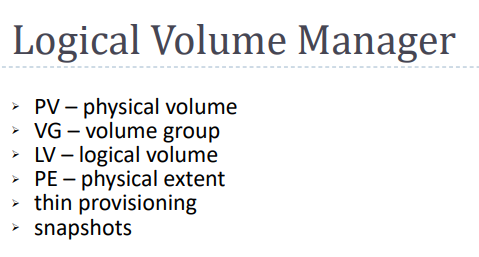 Logical Volume Manager
➢ PV – physical volume
➢ VG – volume group
➢ LV – logical volume
➢ PE – physical extent
➢ thin provisioning
➢ snapshots